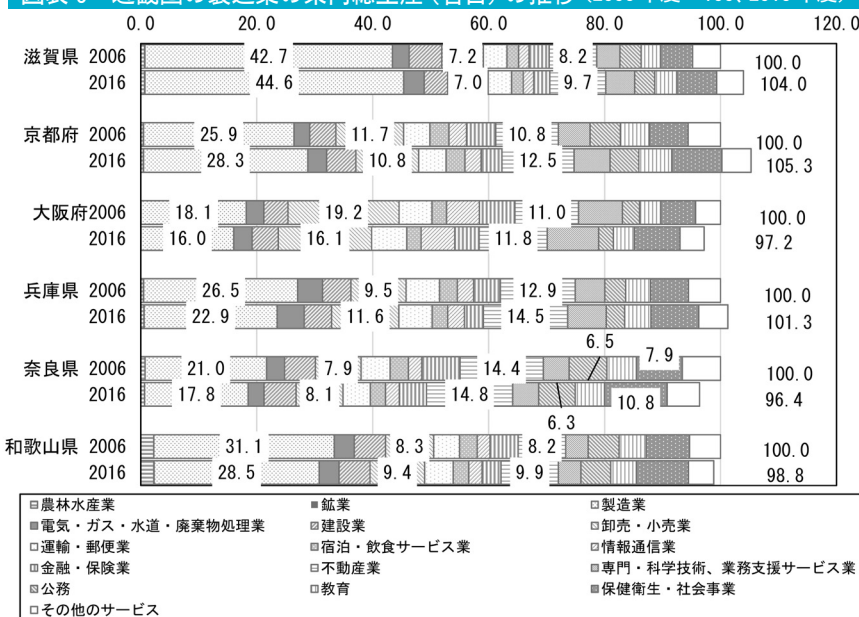 0.0 20.0 40.0 60.0 80.0 100.0 120.0
滋賀県 2006 42.7 7.2 8.2 100.0
2016 44.6 7.0 9.7 104.0
京都府 2006 25.9 11.7 10.8 100.0
2016 28.3 10.8 12.5 105.3
大阪府2006 18.1 19.2 11.0 100.0
2016 16.0 16.1 11.8 97.2
兵庫県 2006 26.5 9.5 12.9 100.0
2016 22.9 11.6 14.5 101.3
6.5
奈良県 2006 21.0 7.9 14.4 7.9 100.0
2016 17.8 8.1 14.8 10.8 96.4
6.3
和歌山県 2006 31.1 8.3 8.2 100.0
2016 28.5 9.4 9.9 98.8
農林水産業 鉱業 製造業
電気・ガス・水道・廃棄物処理業 建設業 卸売・小売業
運輸・郵便業 宿泊・飲食サービス業 情報通信業
金融・保険業 不動産業 専門・科学技術、業務支援サービス業
公務 教育 保健衛生・社会事業
その他のサービス